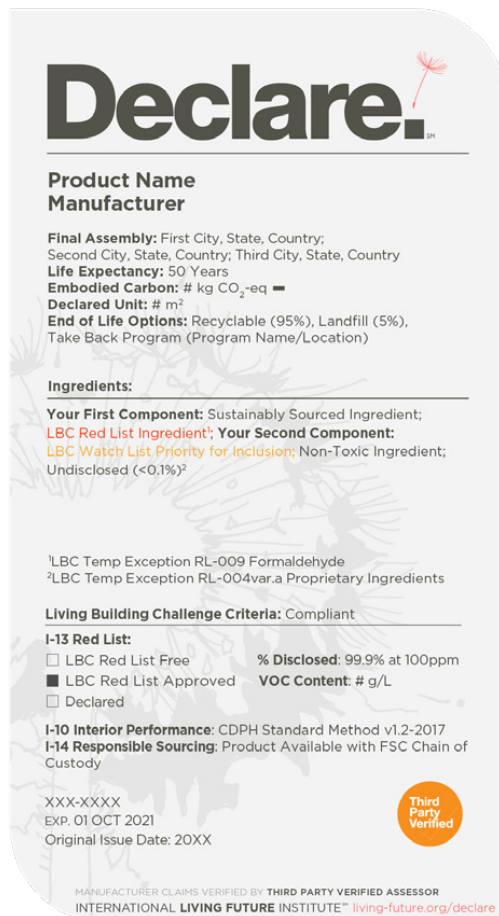 Declare.
SM
Product Name
Manufacturer
Final Assembly: First City, State, Country;
Second City, State, Country; Third City, State, Country
Life Expectancy: 50 Years
Embodied Carbon: # kg CO₂-eq
Declared Unit: # m²
End of Life Options: Recyclable (95%), Landfill (5%),
Take Back Program (Program Name/Location)
Ingredients:
Your First Component: Sustainably Sourced Ingredient;
LBC Red List Ingredient¹; Your Second Component:
LBC Watch List Priority for Inclusion; Non-Toxic Ingredient;
Undisclosed (<0.1%)²
¹LBC Temp Exception RL-009 Formaldehyde
²LBC Temp Exception RL-004var.a Proprietary Ingredients
Living Building Challenge Criteria: Compliant
I-13 Red List:
LBC Red List Free % Disclosed: 99.9% at 100ppm
LBC Red List Approved VOC Content: # g/L
Declared
I-10 Interior Performance: CDPH Standard Method v1.2-2017
I-14 Responsible Sourcing: Product Available with FSC Chain of
Custody
XXX-XXXX
EXP. 01 OCT 2021
Original Issue Date: 20XX
Third
Party
Verified
MANUFACTURER CLAIMS VERIFIED BY THIRD PARTY VERIFIED ASSESSOR
INTERNATIONAL LIVING FUTURE INSTITUTE℠ living-future.org/declare